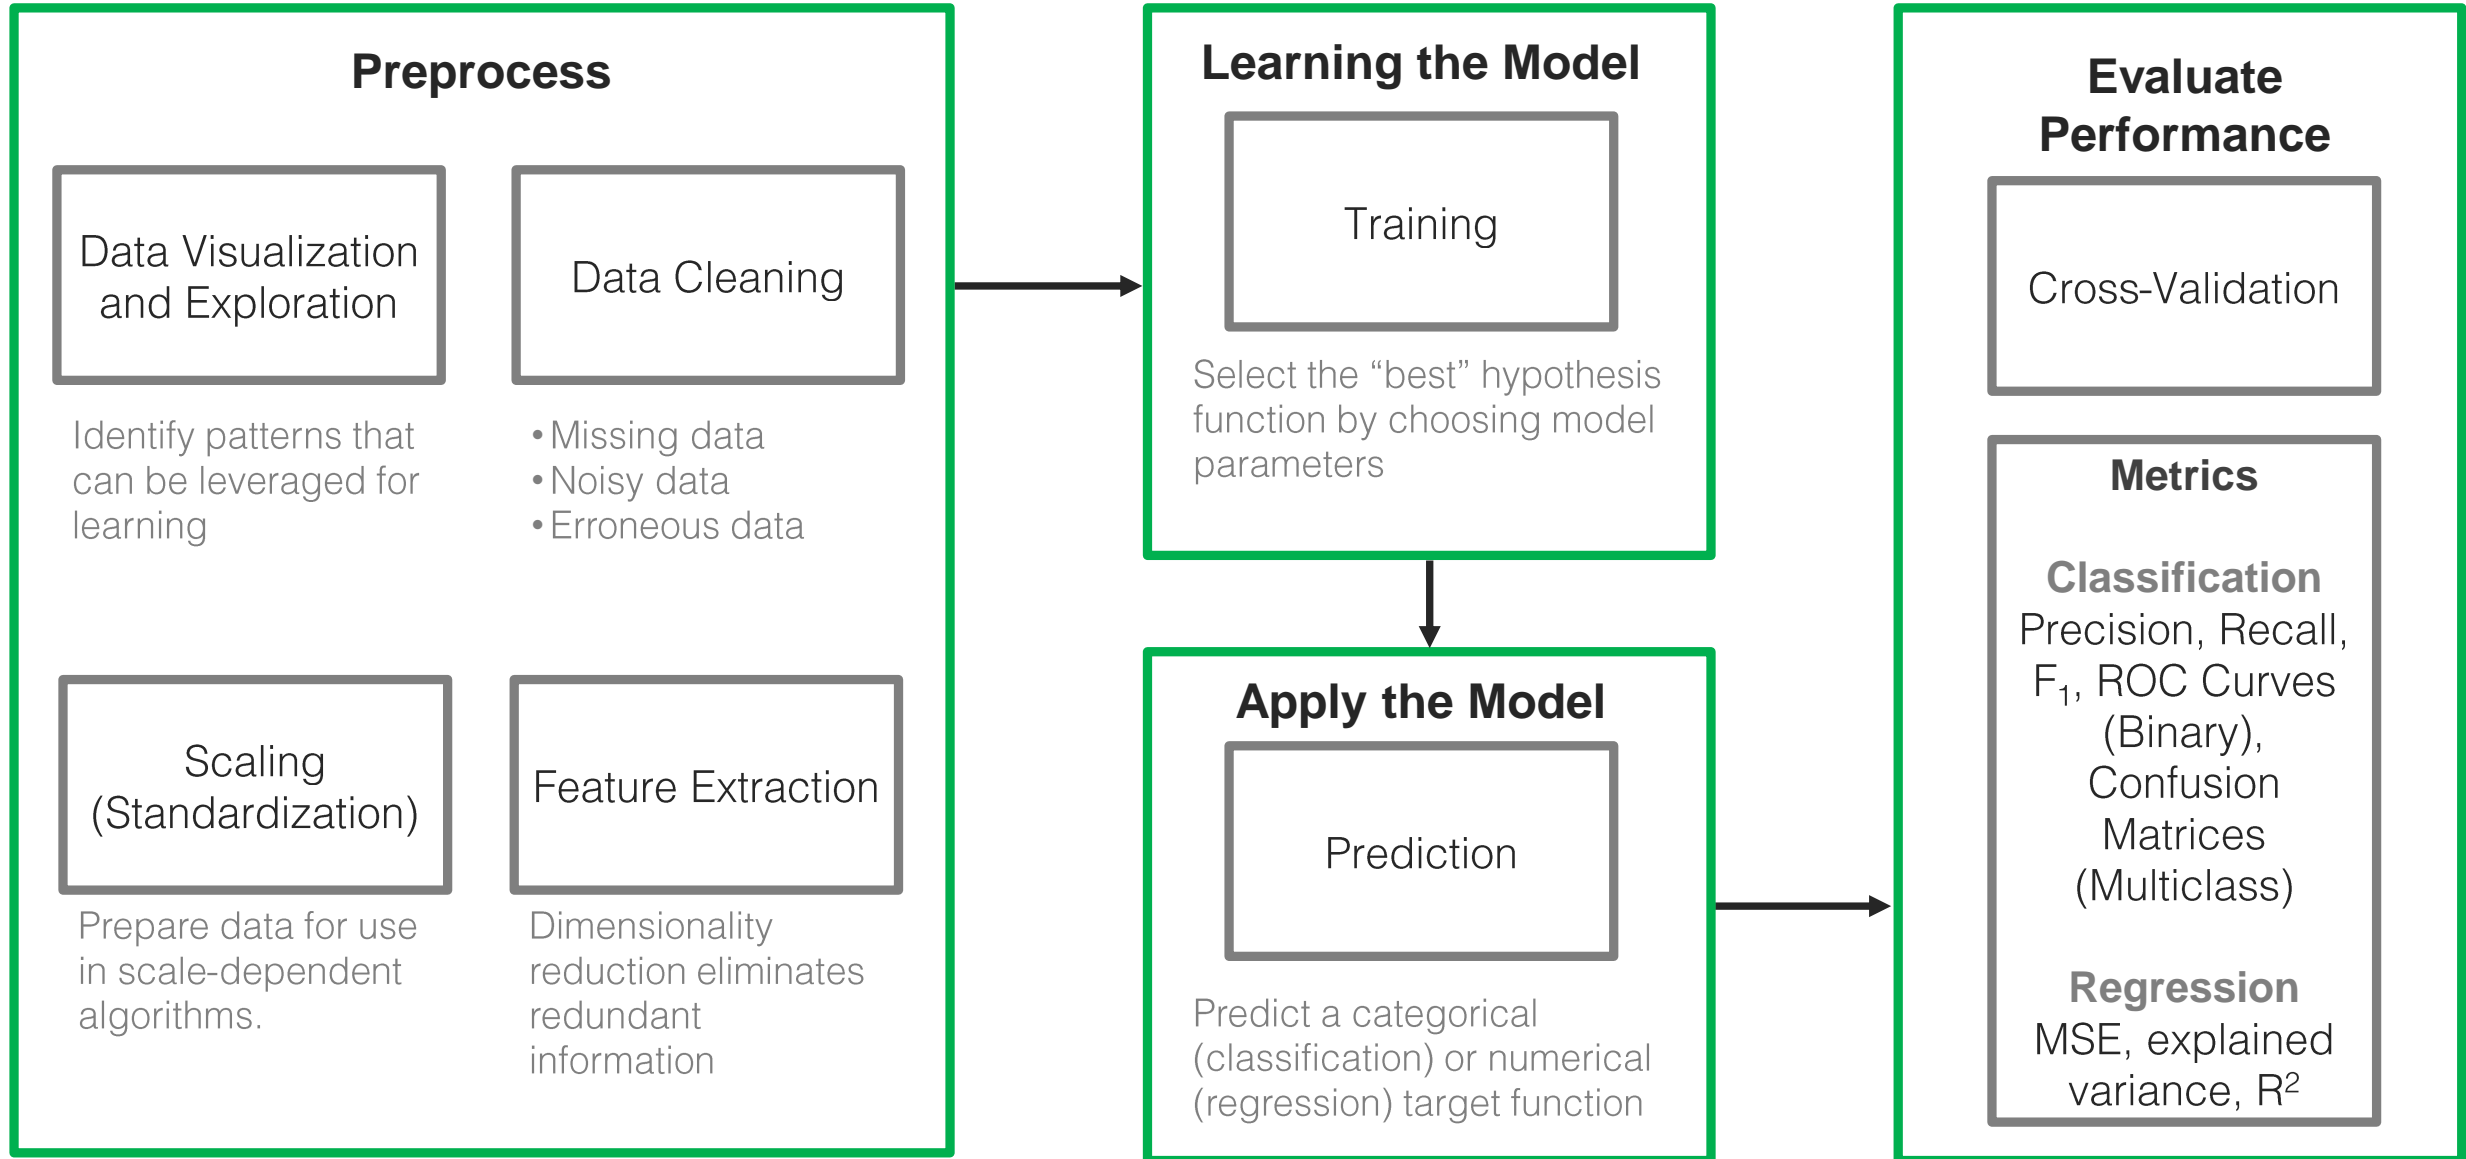 Preprocess
Data Visualization
and Exploration
Identify patterns that
can be leveraged for
learning
Data Cleaning
• Missing data
• Noisy data
• Erroneous data
Scaling
(Standardization)
Prepare data for use
in scale-dependent
algorithms.
Feature Extraction
Dimensionality
reduction eliminates
redundant
information
Learning the Model
Training
Select the “best” hypothesis
function by choosing model
parameters
Apply the Model
Prediction
Predict a categorical
(classification) or numerical
(regression) target function
Evaluate
Performance
Cross-Validation
Metrics
Classification
Precision, Recall,
F₁, ROC Curves
(Binary),
Confusion
Matrices
(Multiclass)
Regression
MSE, explained
variance, R²